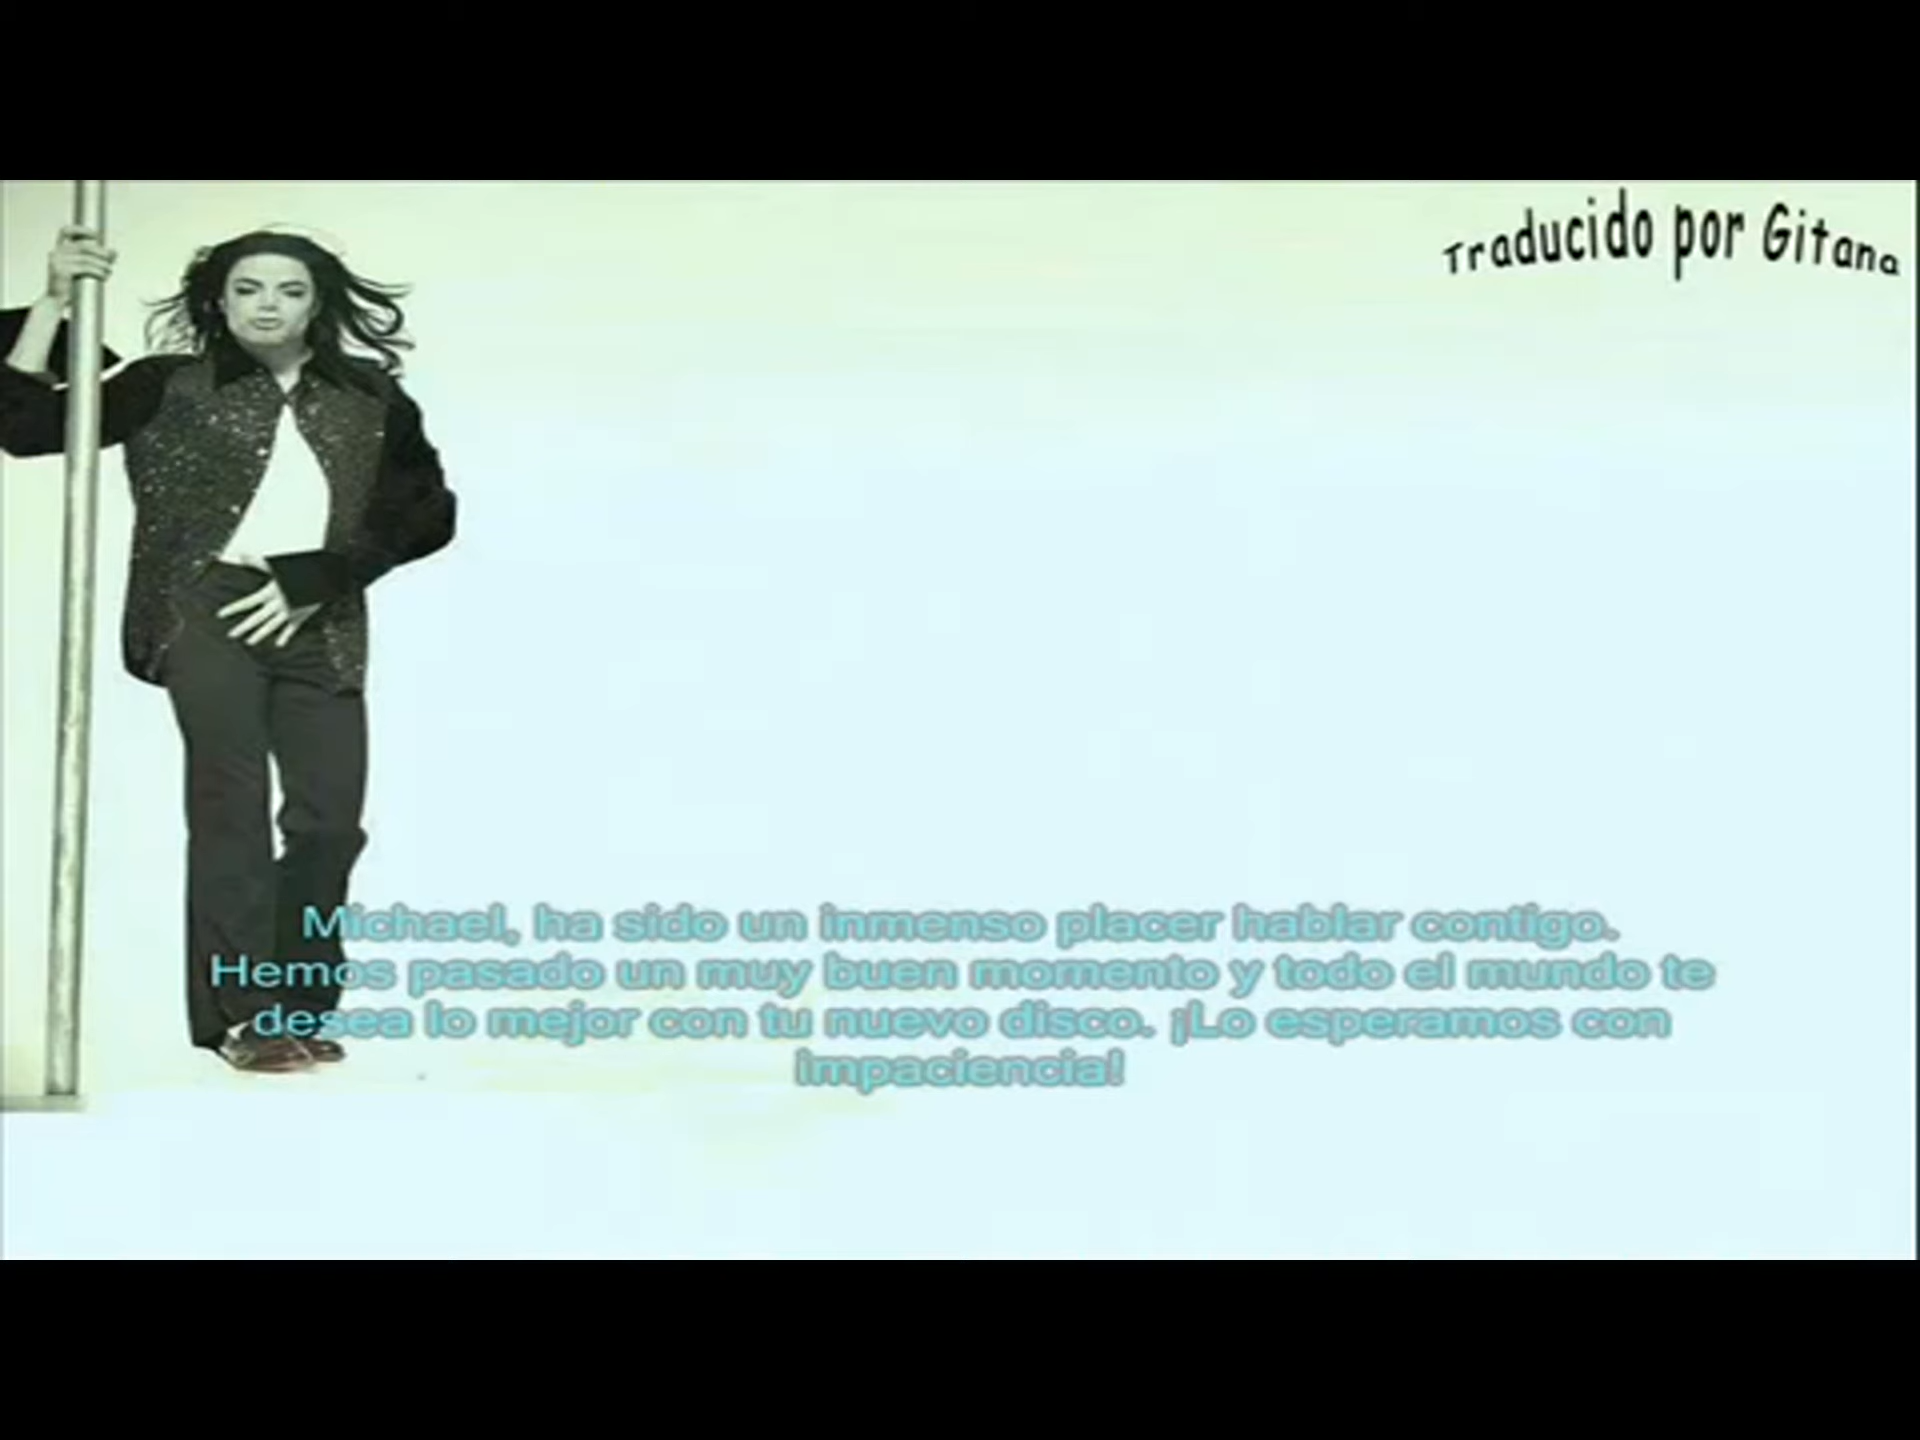 Traducido por Gitana
Michael, ha sido un inmenso placer hablar contigo.
Hemos pasado un muy buen momento y todo el mundo te
desea lo mejor con tu nuevo disco. ¡Lo esperamos con
impaciencia!